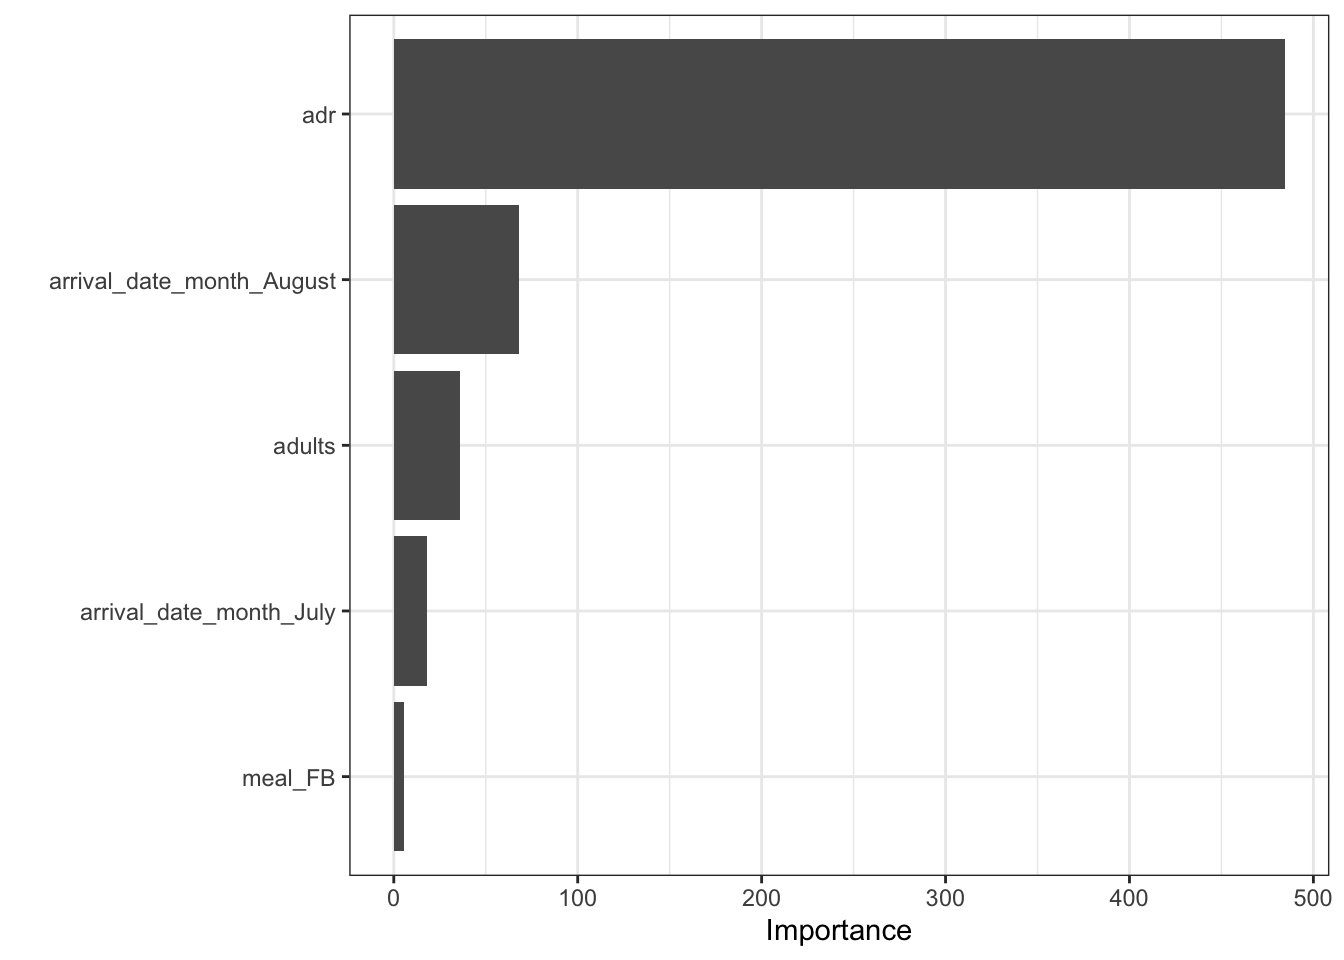 adr
arrival_date_month_August
adults
arrival_date_month_July
meal_FB
0 100 200 300 400 500
Importance